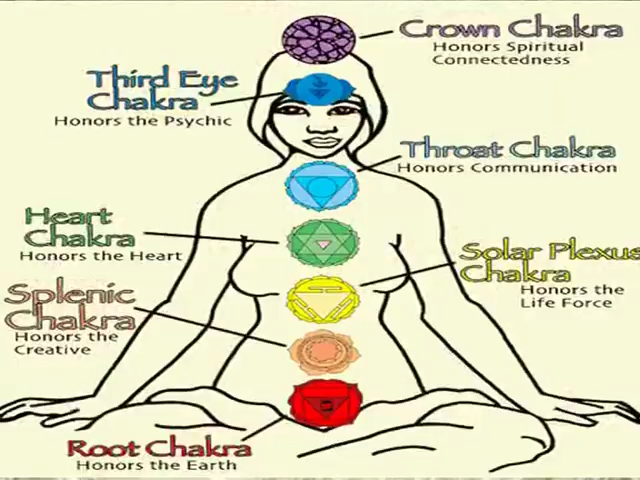 Crown Chakra
Honors Spiritual
Connectedness
Third Eye
Chakra
Honors the Psychic
Throat Chakra
Honors Communication
Heart
Chakra
Honors the Heart
Solar Plexus
Chakra
Honors the
Life Force
Splenic
Chakra
Honors the
Creative
Root Chakra
Honors the Earth